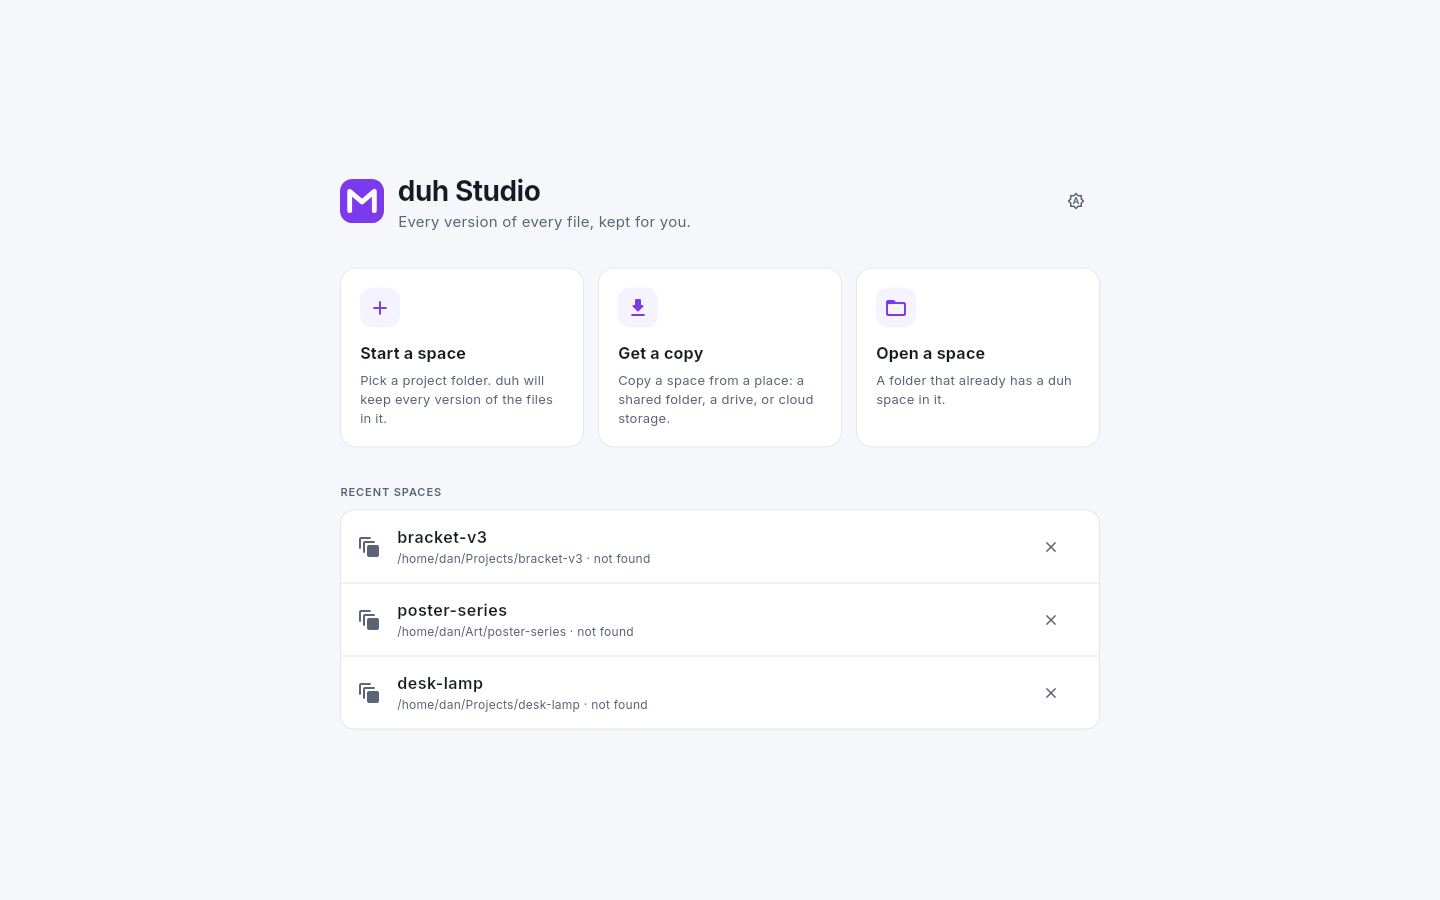 duh Studio
Every version of every file, kept for you.
Start a space
Pick a project folder. duh will
keep every version of the files
in it.
Get a copy
Copy a space from a place: a
shared folder, a drive, or cloud
storage.
Open a space
A folder that already has a duh
space in it.
RECENT SPACES
bracket-v3
/home/dan/Projects/bracket-v3 · not found
poster-series
/home/dan/Art/poster-series · not found
desk-lamp
/home/dan/Projects/desk-lamp · not found